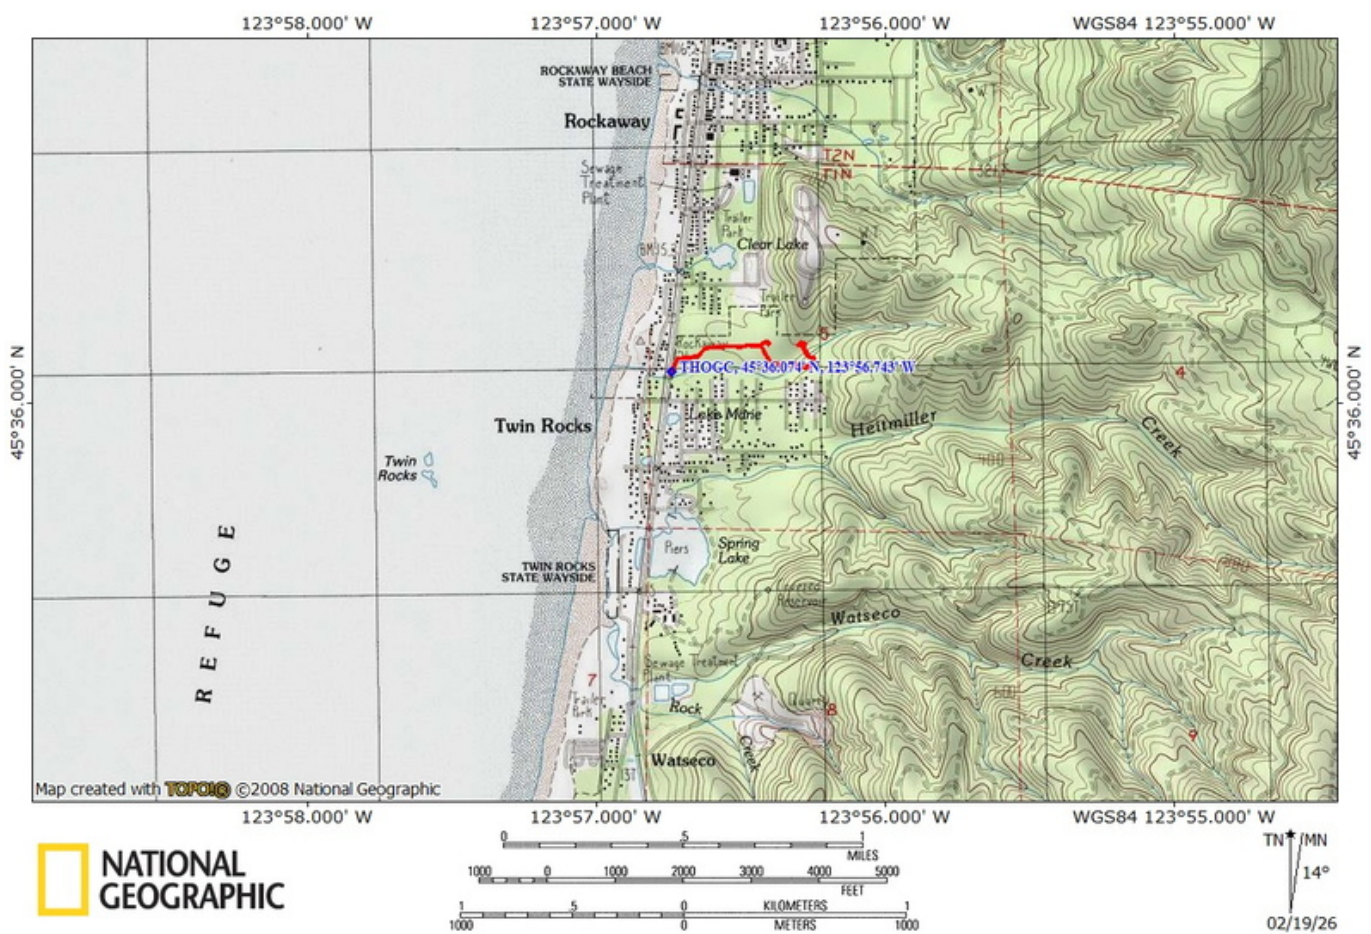 123°58.000' W 123°57.000' W 123°56.000' W WGS84 123°55.000' W
ROCKAWAY BEACH
STATE WAYSIDE
Rockaway
W T
T2N
T1N
Sewage
Treatment
Plant
Trailer
Park
Clear Lake
W T
Trailer
Park
5
Rockaway
THOGC, 45°36.074' N, 123°56.743' W
4
45°36.000' N
45°36.000' N
Lake Marie
Twin Rocks
Heitmiller
Creek
Twin
Rocks
400
REFUGE
Piers
Spring
Lake
TWIN ROCKS
STATE WAYSIDE
Reservoir
Watseco
Creek
Sewage Treatment
Plant
7
Trailer
Park
600
Rock
Creek
Quarry
8
9
Watseco
Map created with TOPO!® ©2008 National Geographic
123°58.000' W 123°57.000' W 123°56.000' W WGS84 123°55.000' W
NATIONAL
GEOGRAPHIC
0 .5 1
MILES
1000 0 1000 2000 3000 4000 5000
FEET
1 .5 0 KILOMETERS 1
1000 0 METERS 1000
TN MN
14°
02/19/26